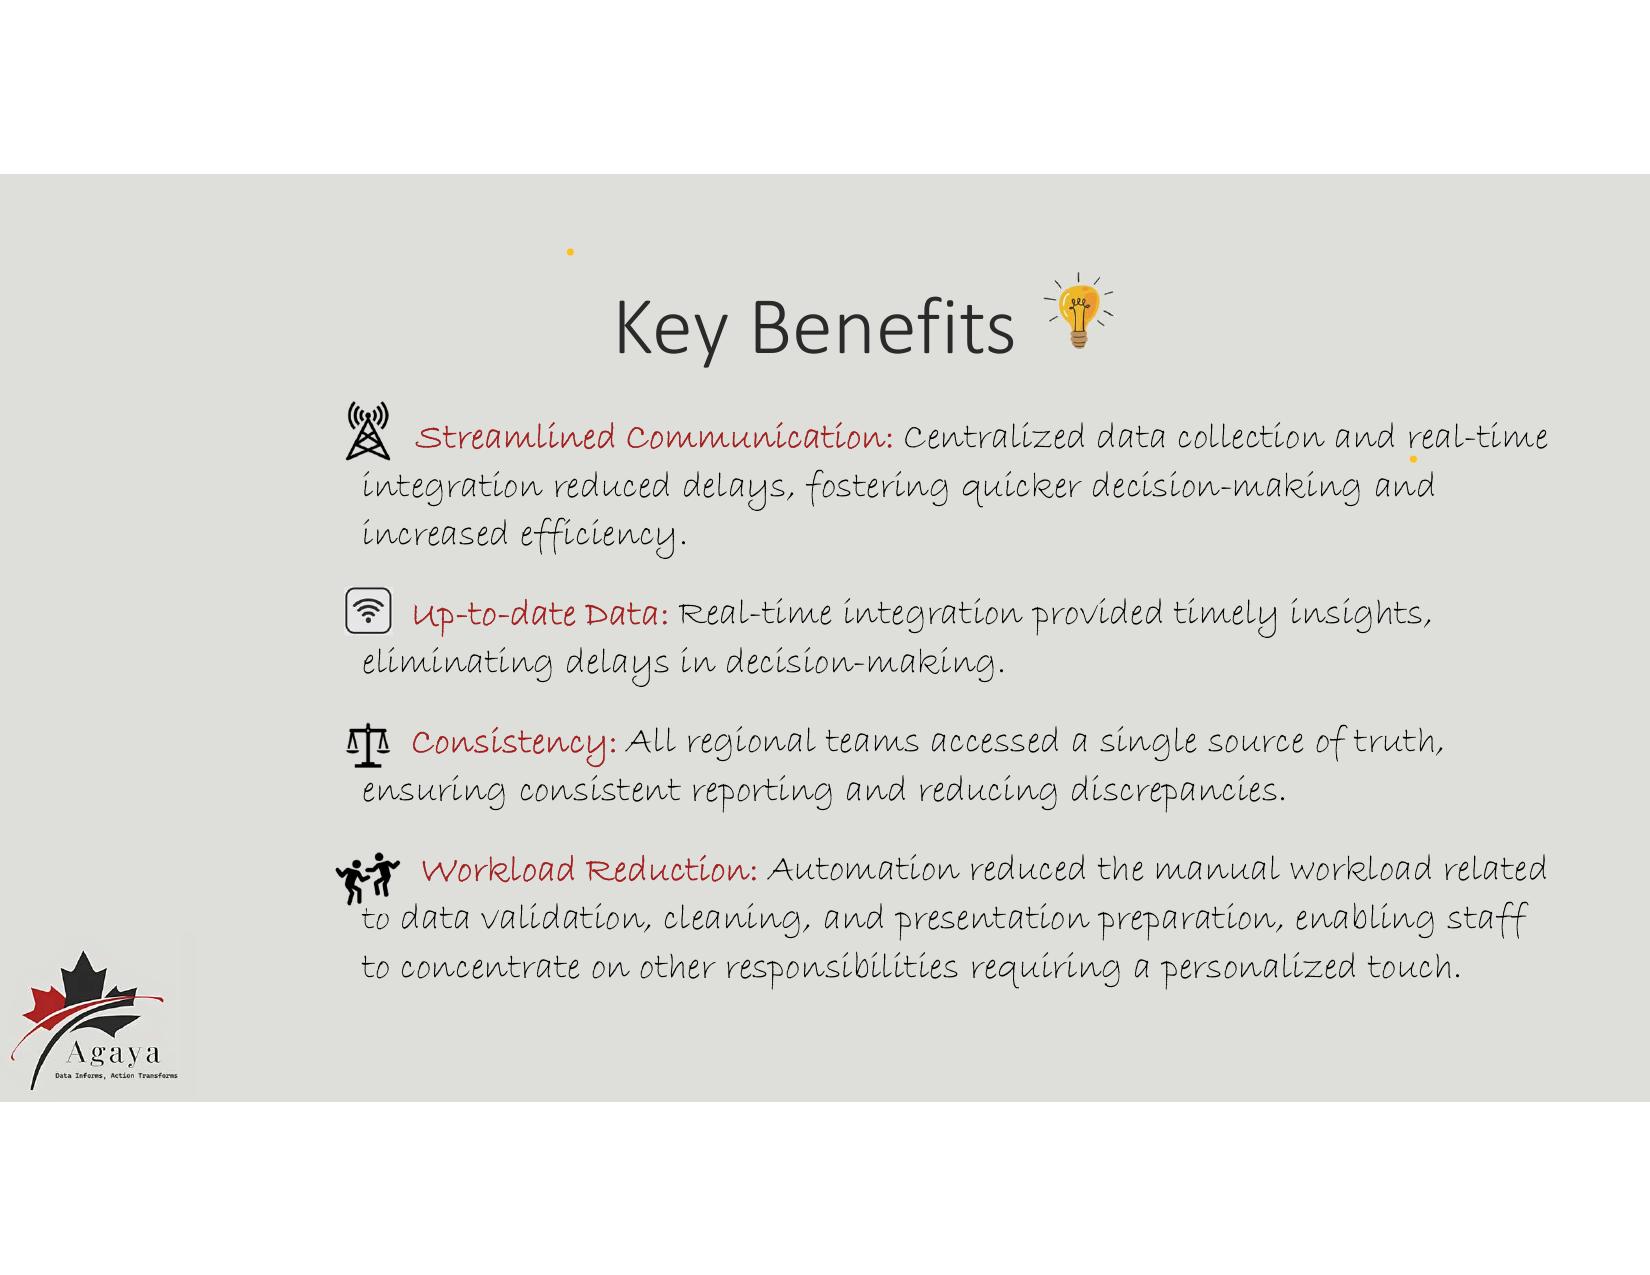 Key Benefits
Streamlined Communication: Centralized data collection and real-time
integration reduced delays, fostering quicker decision-making and
increased efficiency.
Up-to-date Data: Real-time integration provided timely insights,
eliminating delays in decision-making.
Consistency: All regional teams accessed a single source of truth,
ensuring consistent reporting and reducing discrepancies.
Workload Reduction: Automation reduced the manual workload related
to data validation, cleaning, and presentation preparation, enabling staff
to concentrate on other responsibilities requiring a personalized touch.
Agaya
Data Informs, Action Transforms